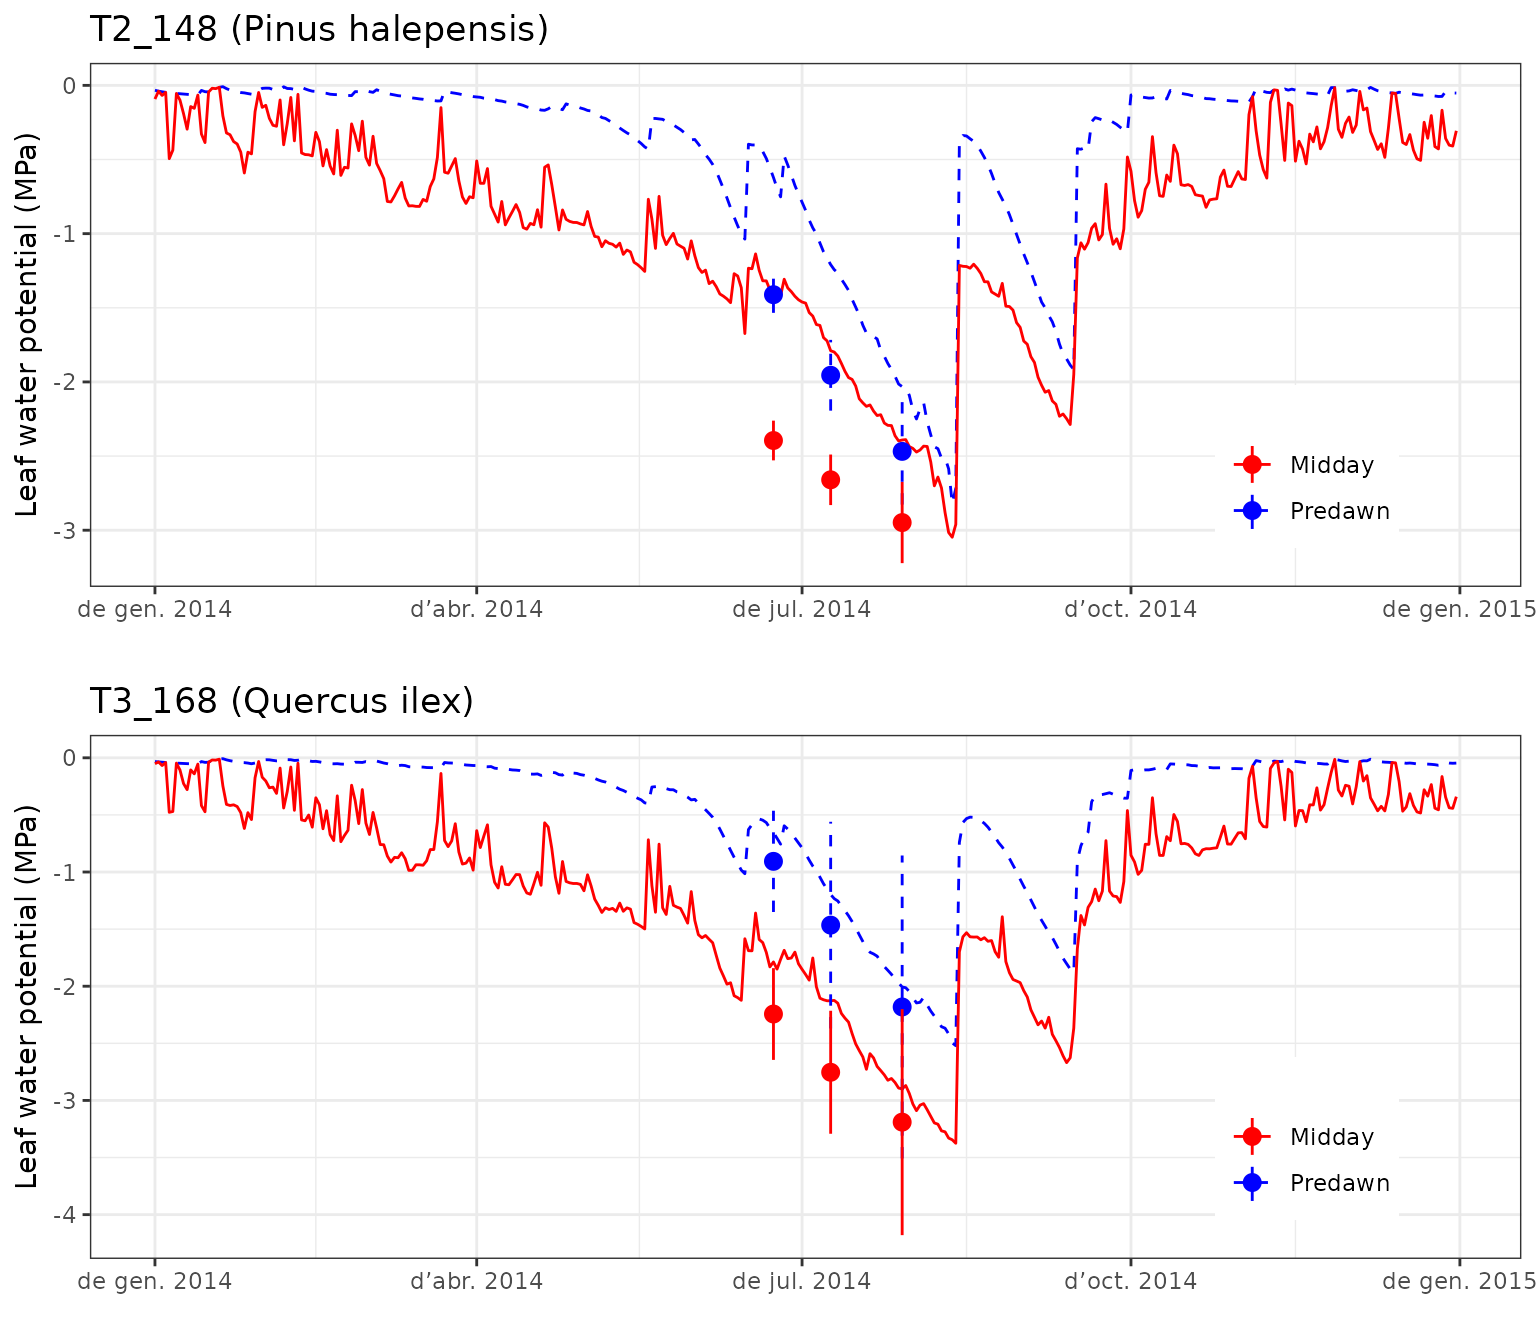 T2_148 (Pinus halepensis)
Leaf water potential (MPa)
0
-1
-2
-3
Midday
Predawn
de gen. 2014
d’abr. 2014
de jul. 2014
d’oct. 2014
de gen. 2015
T3_168 (Quercus ilex)
Leaf water potential (MPa)
0
-1
-2
-3
-4
Midday
Predawn
de gen. 2014
d’abr. 2014
de jul. 2014
d’oct. 2014
de gen. 2015